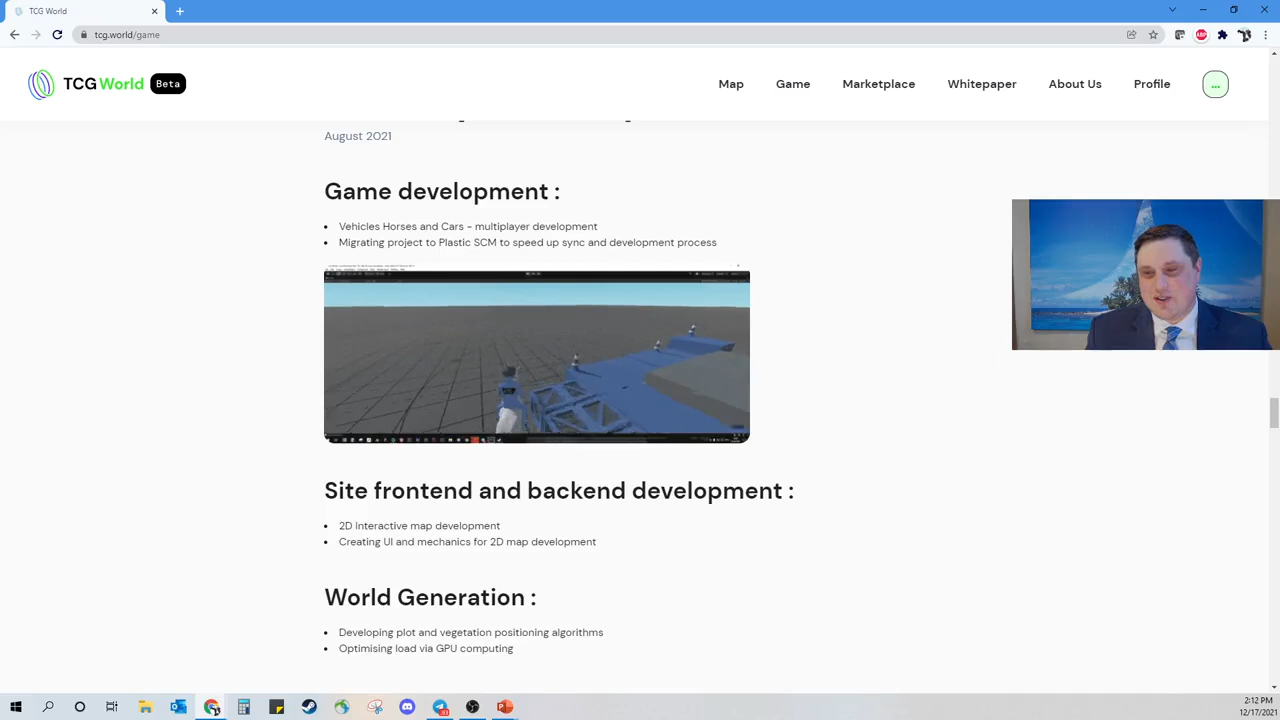 TCG World
tcg.world/game
TCG World Beta
Map Game Marketplace Whitepaper About Us Profile ...
August 2021
Game development :
Vehicles Horses and Cars - multiplayer development
Migrating project to Plastic SCM to speed up sync and development process
Site frontend and backend development :
2D Interactive map development
Creating UI and mechanics for 2D map development
World Generation :
Developing plot and vegetation positioning algorithms
Optimising load via GPU computing
2:12 PM
12/17/2021